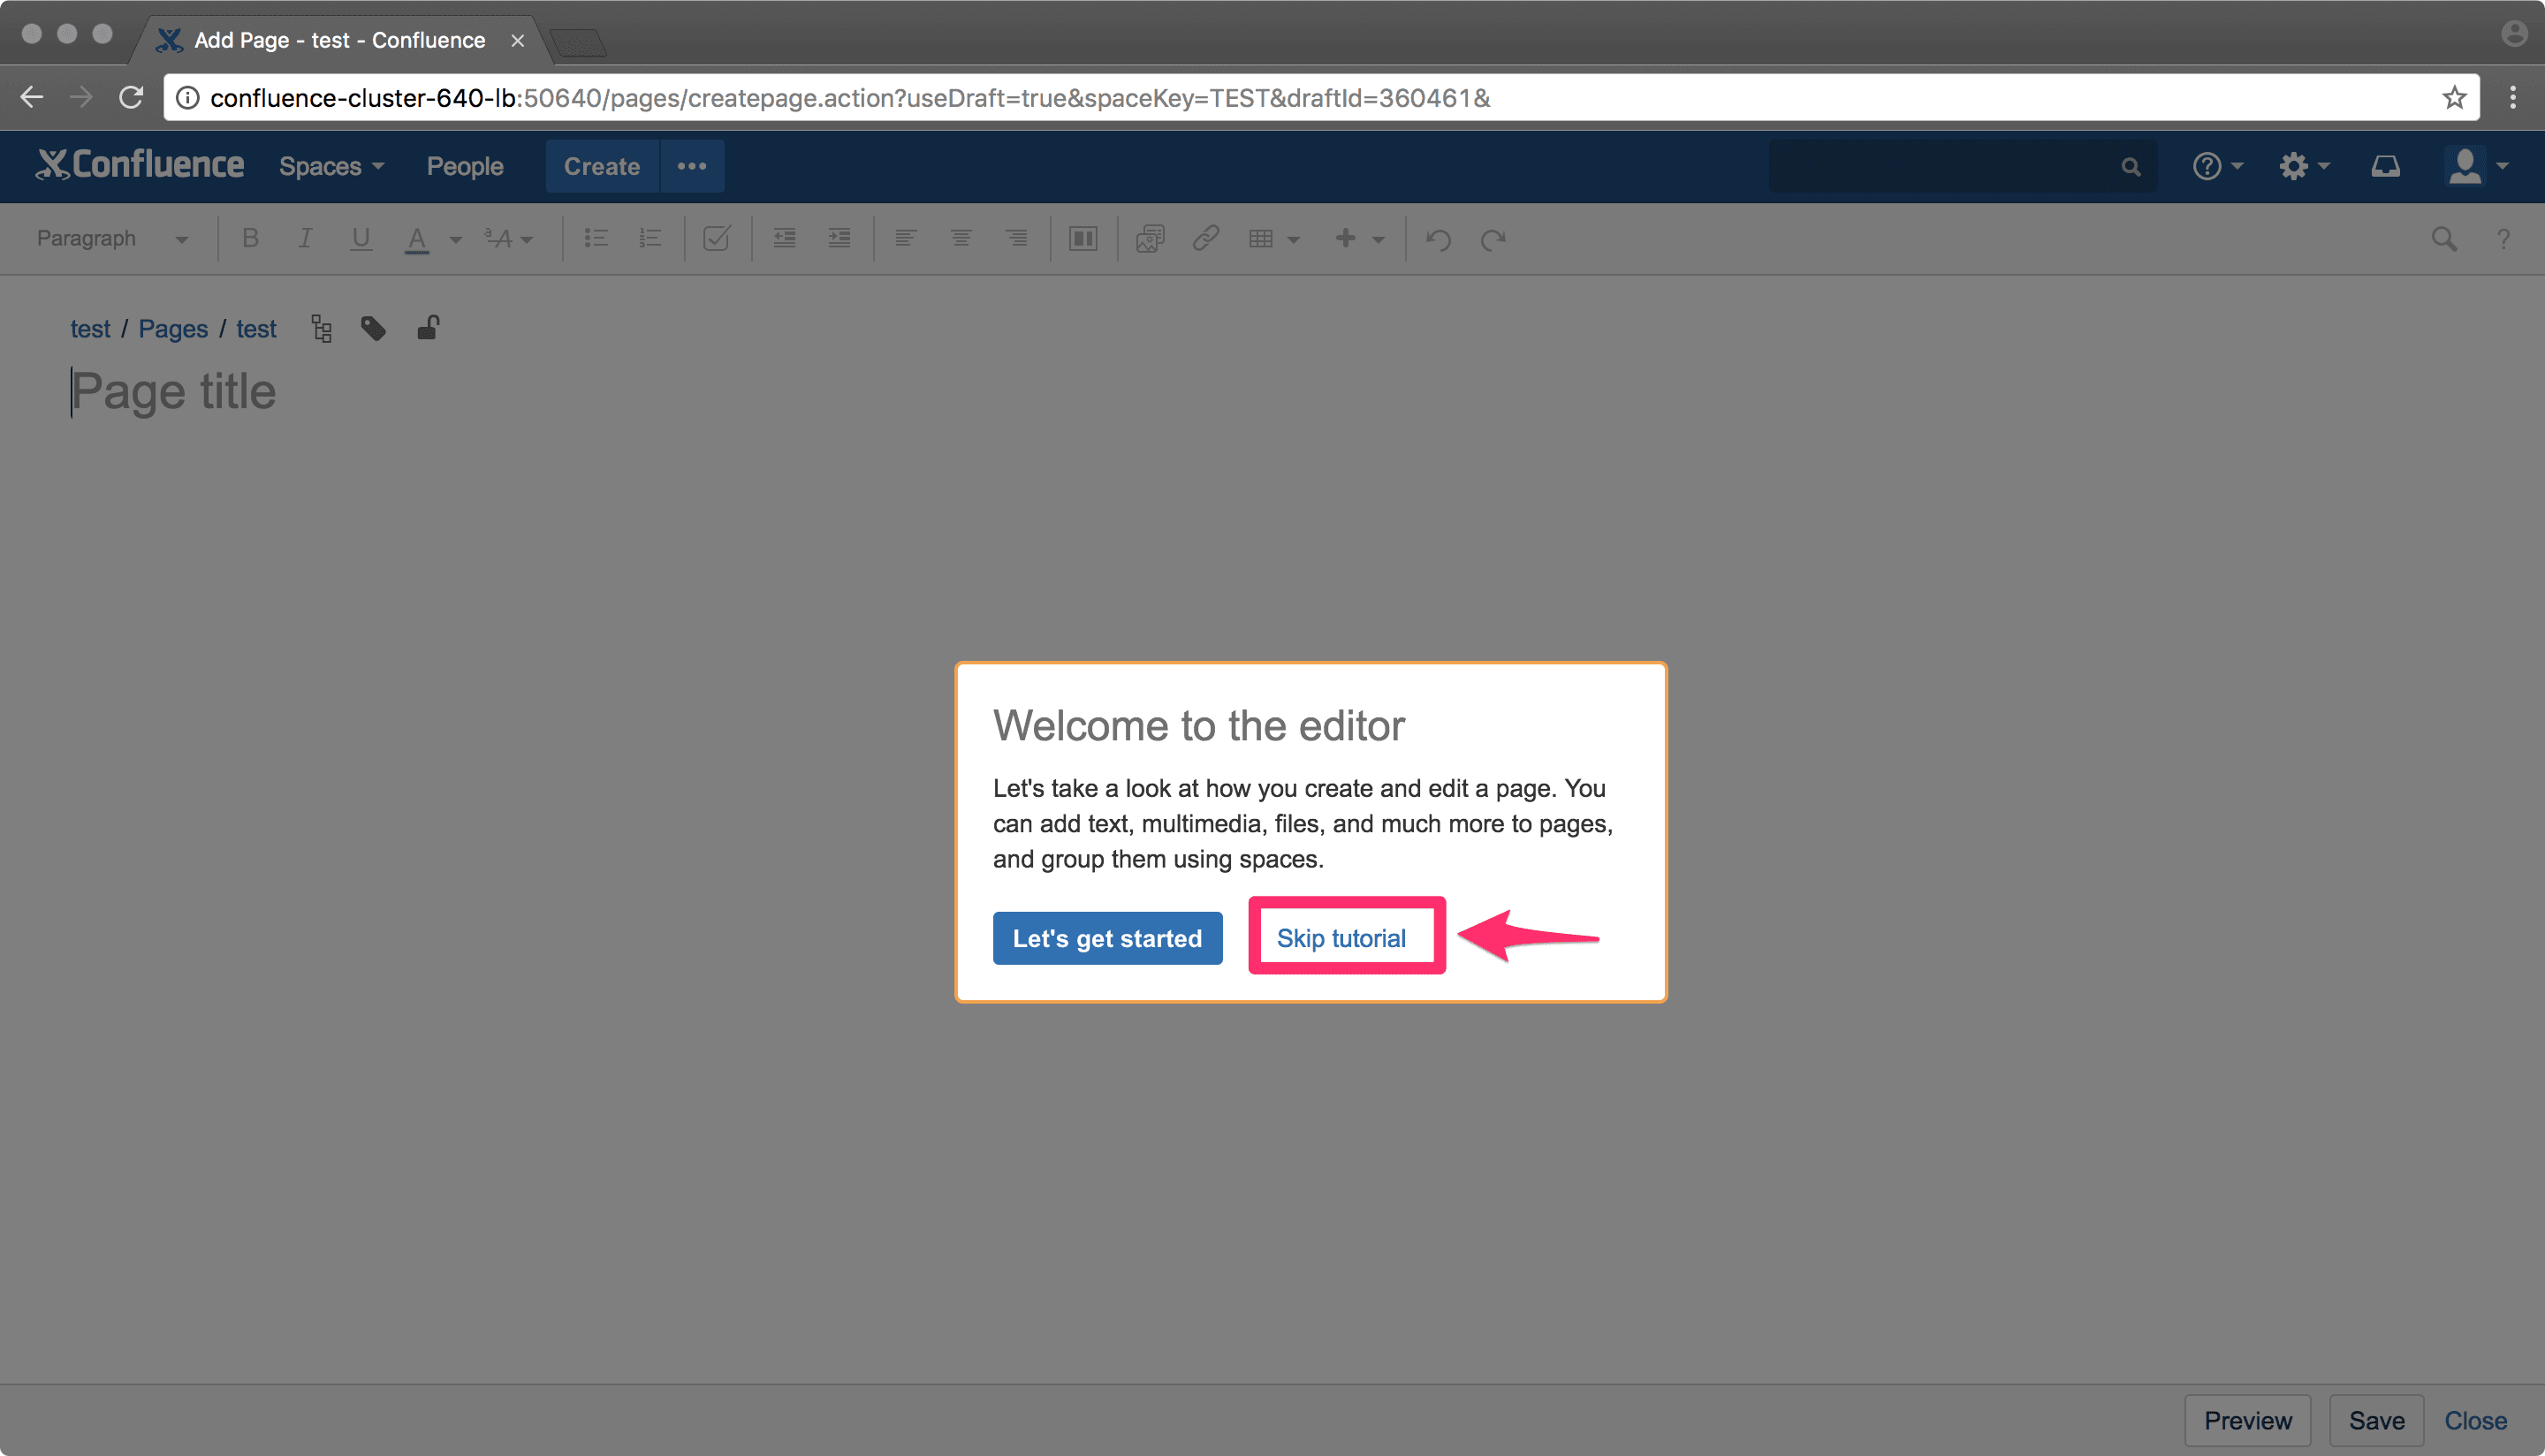 Add Page - test - Confluence
confluence-cluster-640-lb:50640/pages/createpage.action?useDraft=true&spaceKey=TEST&draftId=360461&
Confluence Spaces People Create
Paragraph B I U A ᵃA ?
test / Pages / test
Page title
Welcome to the editor
Let's take a look at how you create and edit a page. You
can add text, multimedia, files, and much more to pages,
and group them using spaces.
Let's get started Skip tutorial
Preview Save Close